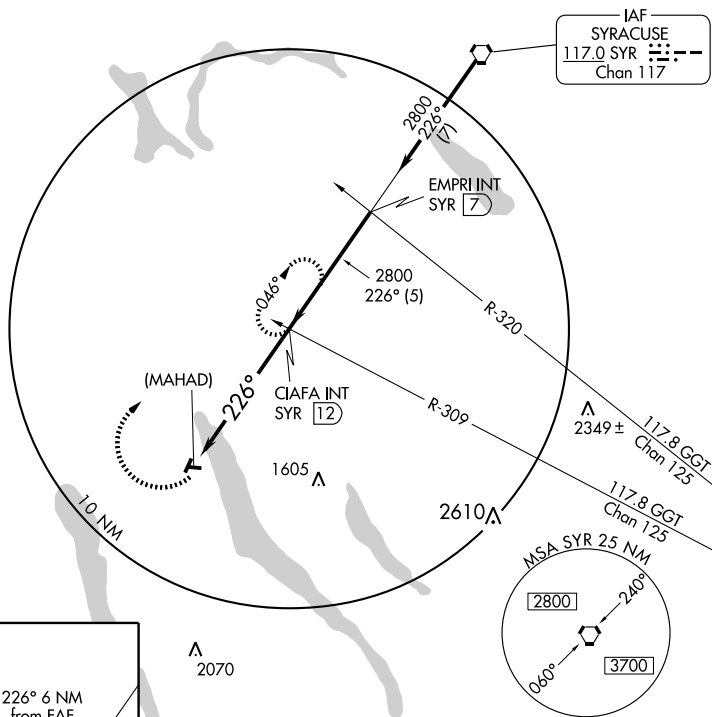 IAF
SYRACUSE
117.0 SYR
Chan 117
2800
226°
(7)
EMPRI INT
SYR 7
2800
226° (5)
046°
R-320
(MAHAD)
226°
CIAFA INT
SYR 12
R-309
2349 ±
117.8 GGT
Chan 125
1605
117.8 GGT
Chan 125
2610
10 NM
MSA SYR 25 NM
2800
240°
060°
3700
2070
226° 6 NM
from FAF